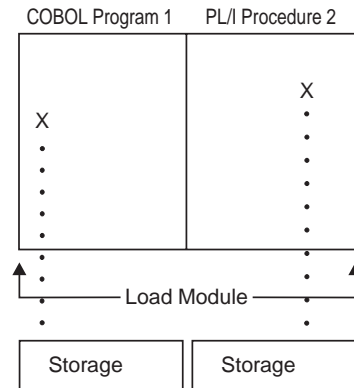 COBOL Program 1 PL/I Procedure 2
X
X
Load Module
Storage Storage